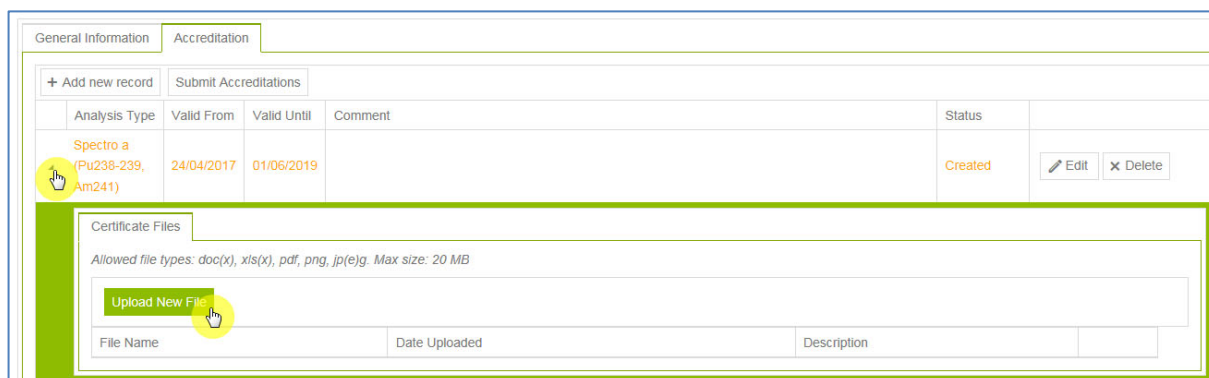 General Information Accreditation
+ Add new record Submit Accreditations
Analysis Type Valid From Valid Until Comment Status
Spectro a
(Pu238-239, 24/04/2017 01/06/2019 Created Edit × Delete
Am241)
Certificate Files
Allowed file types: doc(x), xls(x), pdf, png, jp(e)g. Max size: 20 MB
Upload New File
File Name Date Uploaded Description